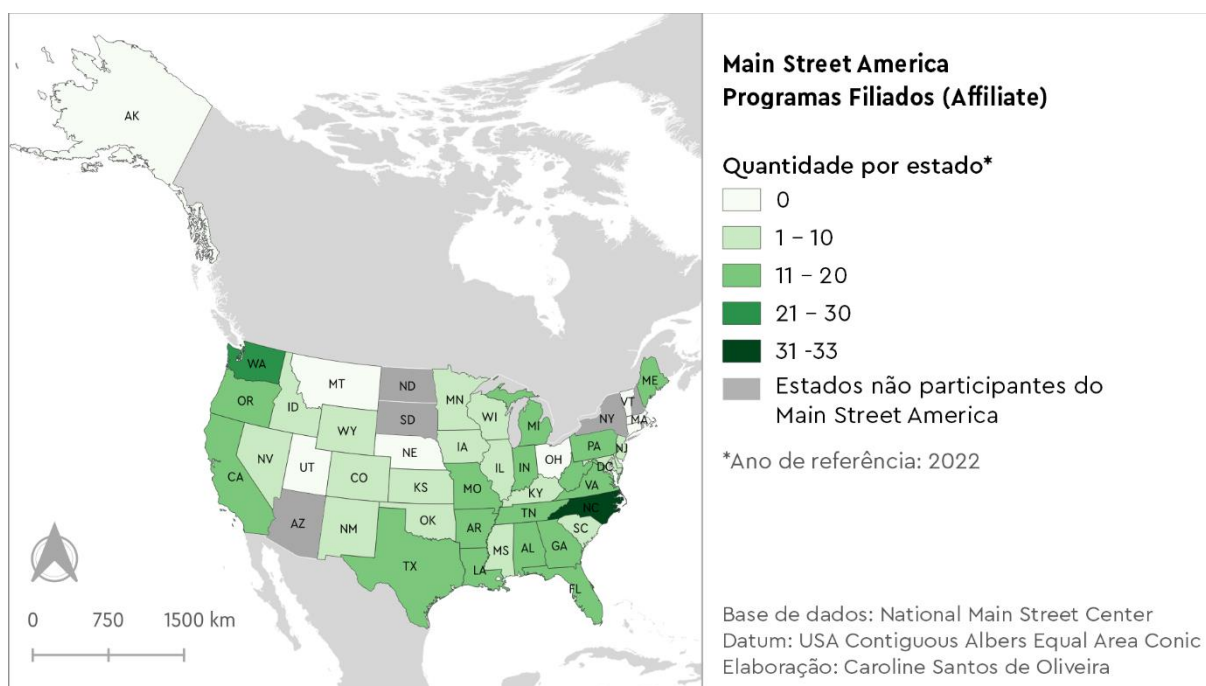 Main Street America
Programas Filiados (Affiliate)
Quantidade por estado*
0
1 – 10
11 – 20
21 – 30
31 -33
Estados não participantes do
Main Street America
*Ano de referência: 2022
Base de dados: National Main Street Center
Datum: USA Contiguous Albers Equal Area Conic
Elaboração: Caroline Santos de Oliveira
AK
WA
MT
ND
MN
ME
OR
ID
SD
WI
MI
VT
NY
MA
WY
IA
NE
PA
NJ
NV
UT
CO
IL
IN
OH
DC
CA
KS
MO
KY
VA
AZ
NM
OK
AR
TN
NC
SC
TX
LA
MS
AL
GA
FL
0
750
1500 km